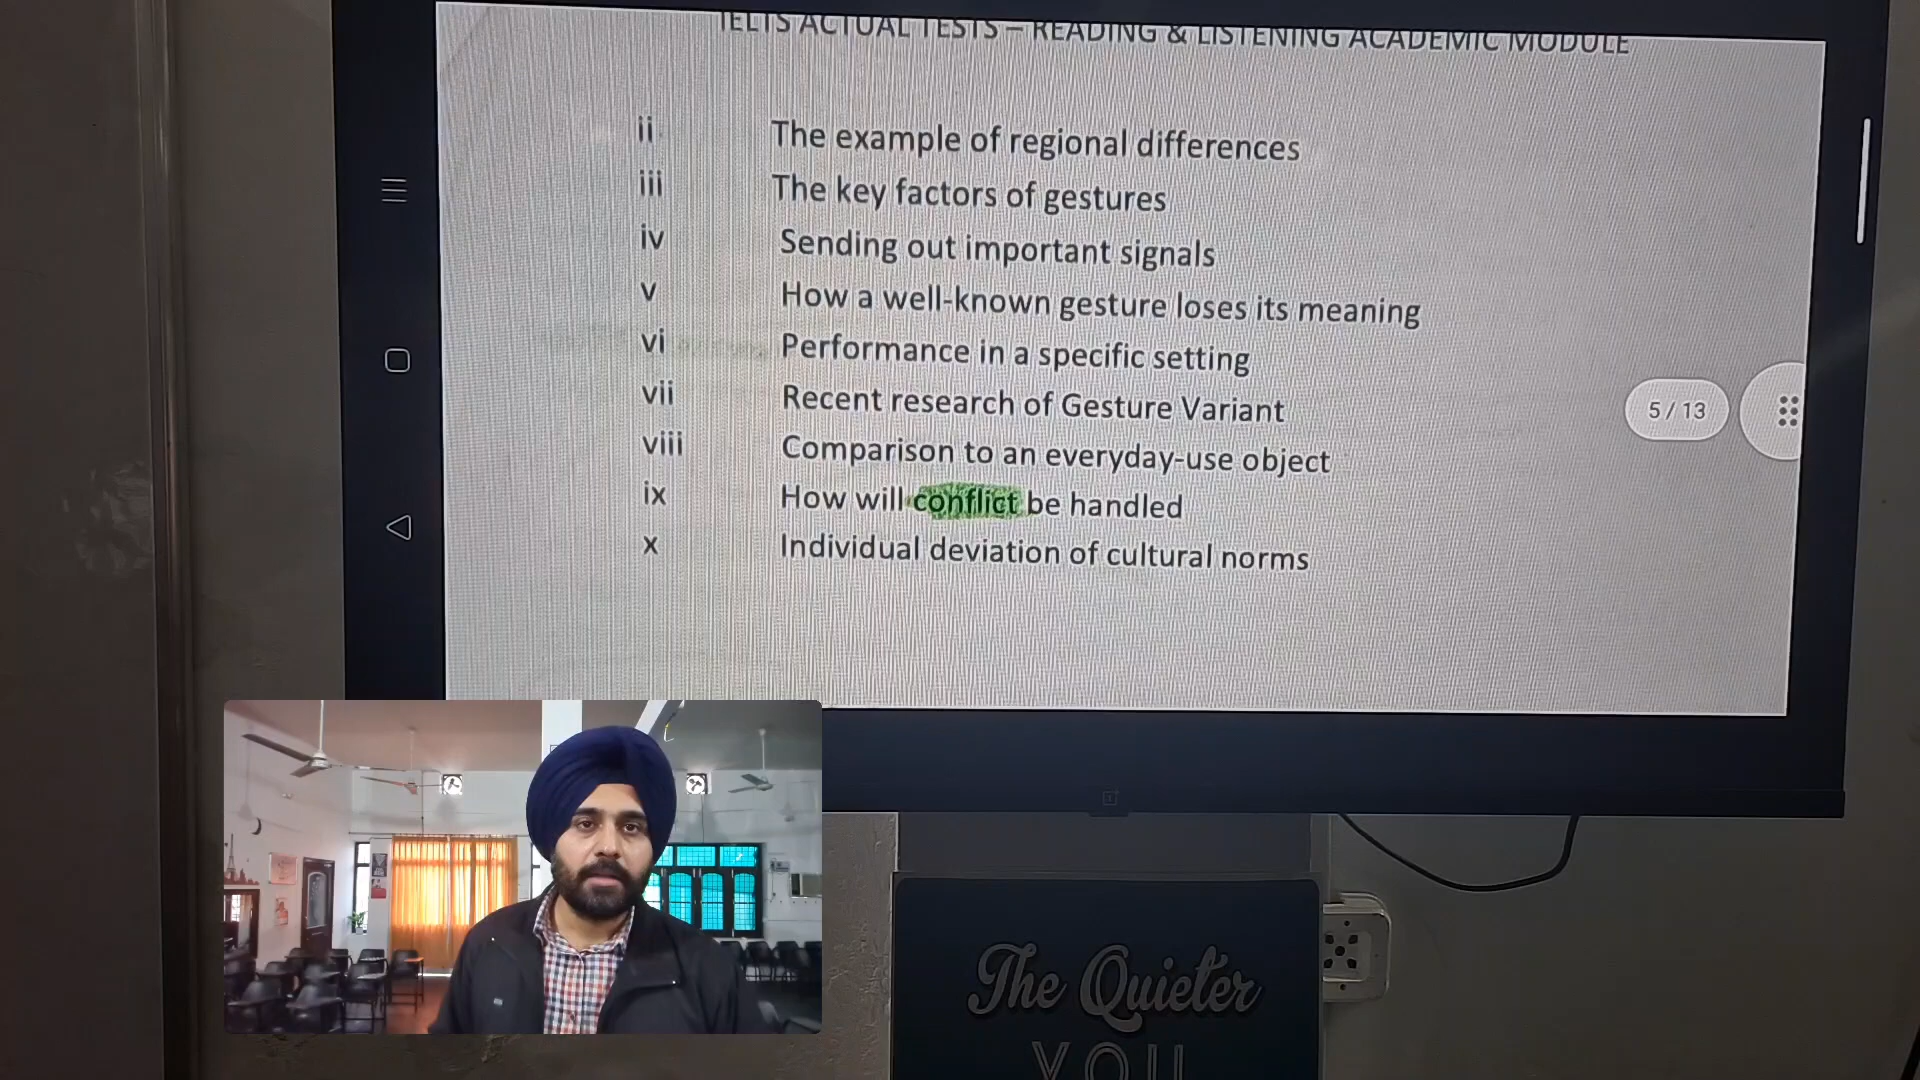 IELTS ACTUAL TESTS – READING & LISTENING ACADEMIC MODULE
ii The example of regional differences
iii The key factors of gestures
iv Sending out important signals
v How a well-known gesture loses its meaning
vi Performance in a specific setting
vii Recent research of Gesture Variant
viii Comparison to an everyday-use object
ix How will conflict be handled
x Individual deviation of cultural norms
5 / 13
The Quieter
YOU